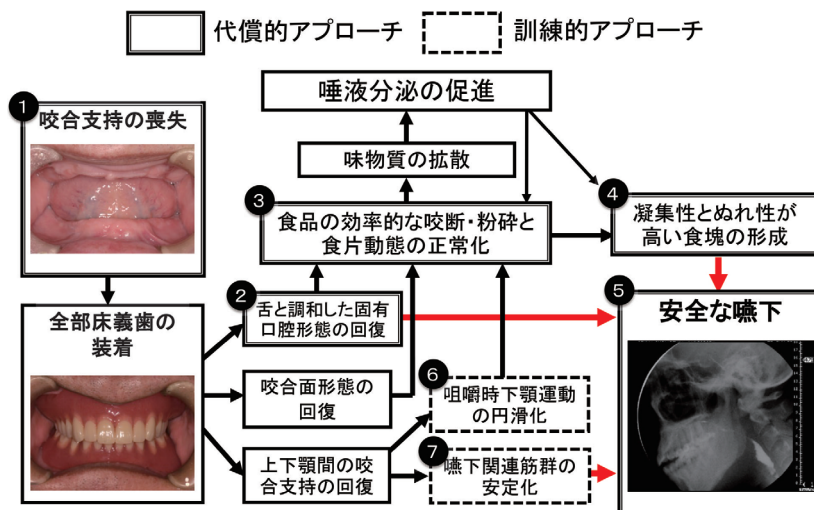 代償的アプローチ
訓練的アプローチ
唾液分泌の促進
1
咬合支持の喪失
味物質の拡散
3
食品の効率的な咬断・粉砕と
食片動態の正常化
4
凝集性とぬれ性が
高い食塊の形成
全部床義歯の
装着
2
舌と調和した固有
口腔形態の回復
5
安全な嚥下
咬合面形態の
回復
6
咀嚼時下顎運動
の円滑化
上下顎間の咬
合支持の回復
7
嚥下関連筋群の
安定化